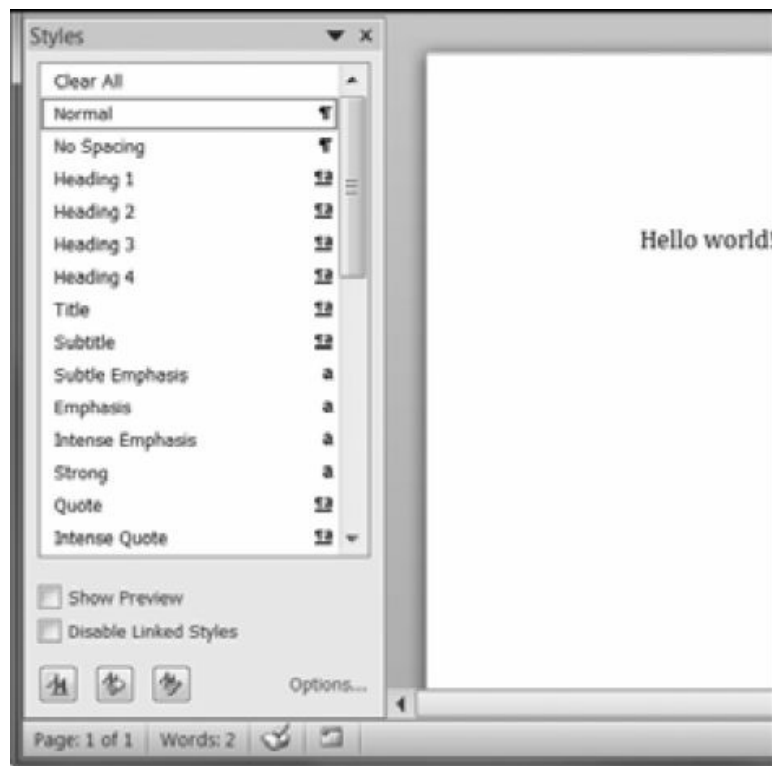 Styles
Clear All
Normal ¶
No Spacing ¶
Heading 1 ¶a
Heading 2 ¶a
Heading 3 ¶a
Heading 4 ¶a
Title ¶a
Subtitle ¶a
Subtle Emphasis a
Emphasis a
Intense Emphasis a
Strong a
Quote ¶a
Intense Quote ¶a
Show Preview
Disable Linked Styles
Options...
Page: 1 of 1 Words: 2
Hello world!